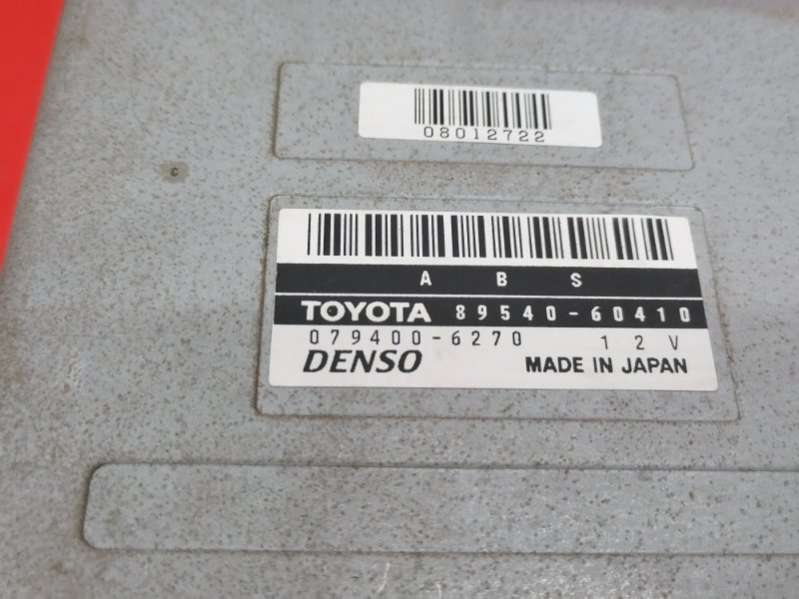 08012722
C
A B S
TOYOTA 89540-60410
079400-6270 12V
DENSO MADE IN JAPAN